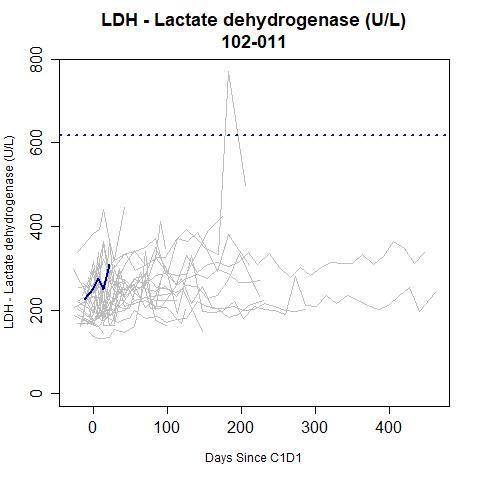 LDH - Lactate dehydrogenase (U/L)
102-011
LDH - Lactate dehydrogenase (U/L)
800
600
400
200
0
0 100 200 300 400
Days Since C1D1